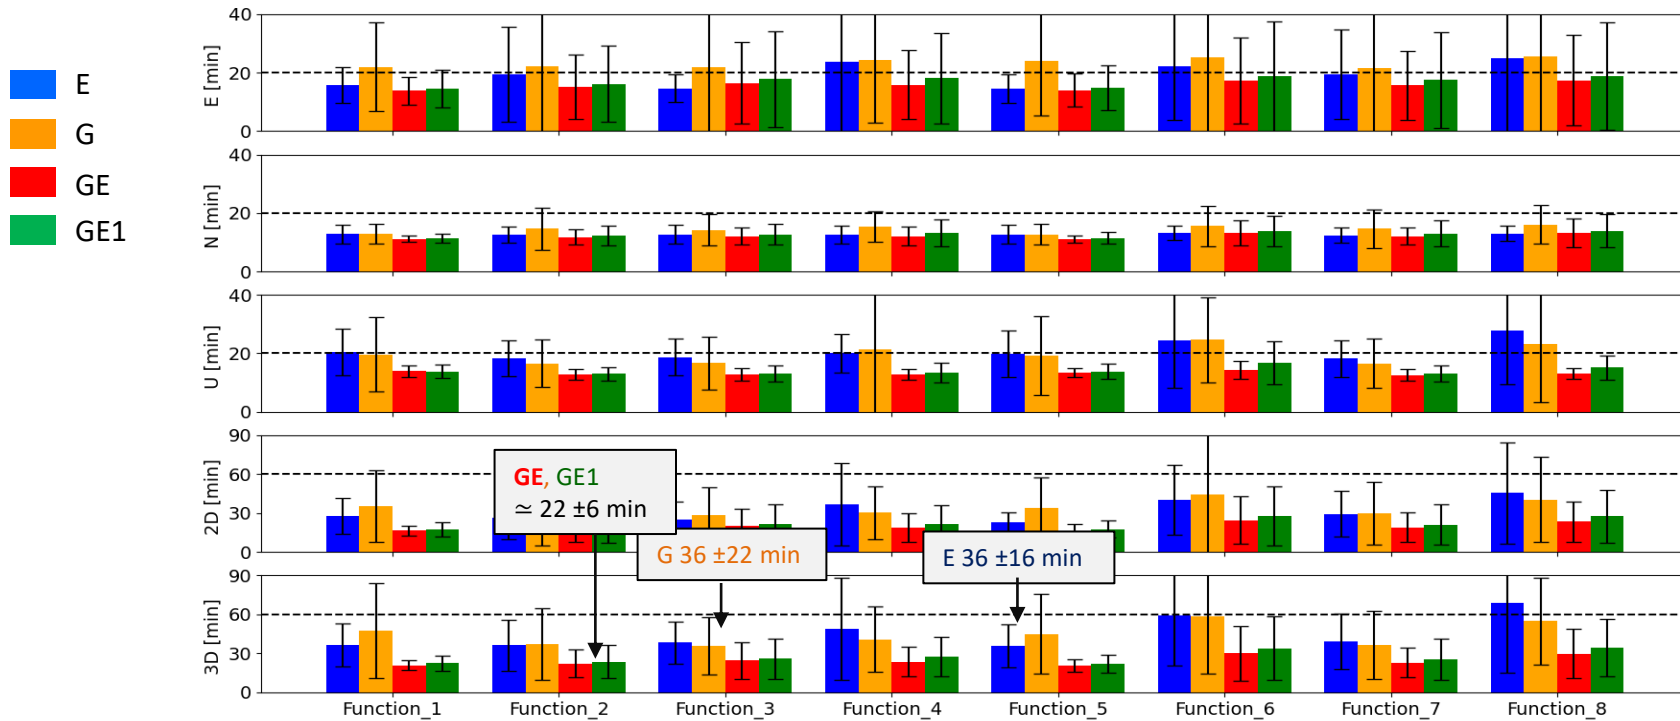 E
G
GE
GE1
E [min]
40
20
0
N [min]
40
20
0
U [min]
40
20
0
2D [min]
90
60
30
0
3D [min]
90
60
30
0
GE, GE1
≃ 22 ±6 min
G 36 ±22 min
E 36 ±16 min
Function_1 Function_2 Function_3 Function_4 Function_5 Function_6 Function_7 Function_8